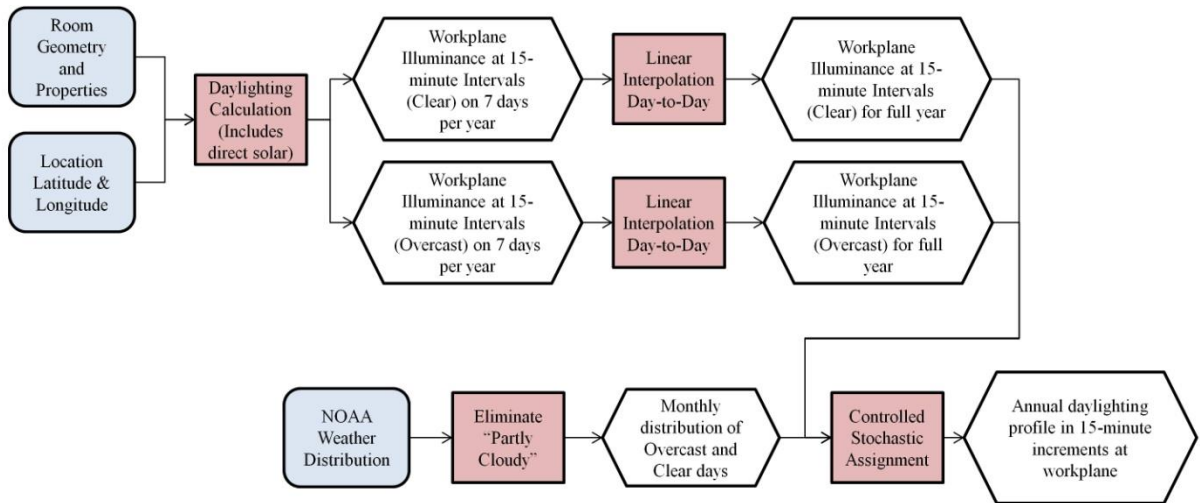 Room
Geometry
and
Properties
Location
Latitude &
Longitude
Daylighting
Calculation
(Includes
direct solar)
Workplane
Illuminance at 15-
minute Intervals
(Clear) on 7 days
per year
Linear
Interpolation
Day-to-Day
Workplane
Illuminance at 15-
minute Intervals
(Clear) for full
year
Workplane
Illuminance at 15-
minute Intervals
(Overcast) on 7 days
per year
Linear
Interpolation
Day-to-Day
Workplane
Illuminance at 15-
minute Intervals
(Overcast) for full
year
NOAA
Weather
Distribution
Eliminate
“Partly
Cloudy”
Monthly
distribution of
Overcast and
Clear days
Controlled
Stochastic
Assignment
Annual daylighting
profile in 15-minute
increments at
workplane